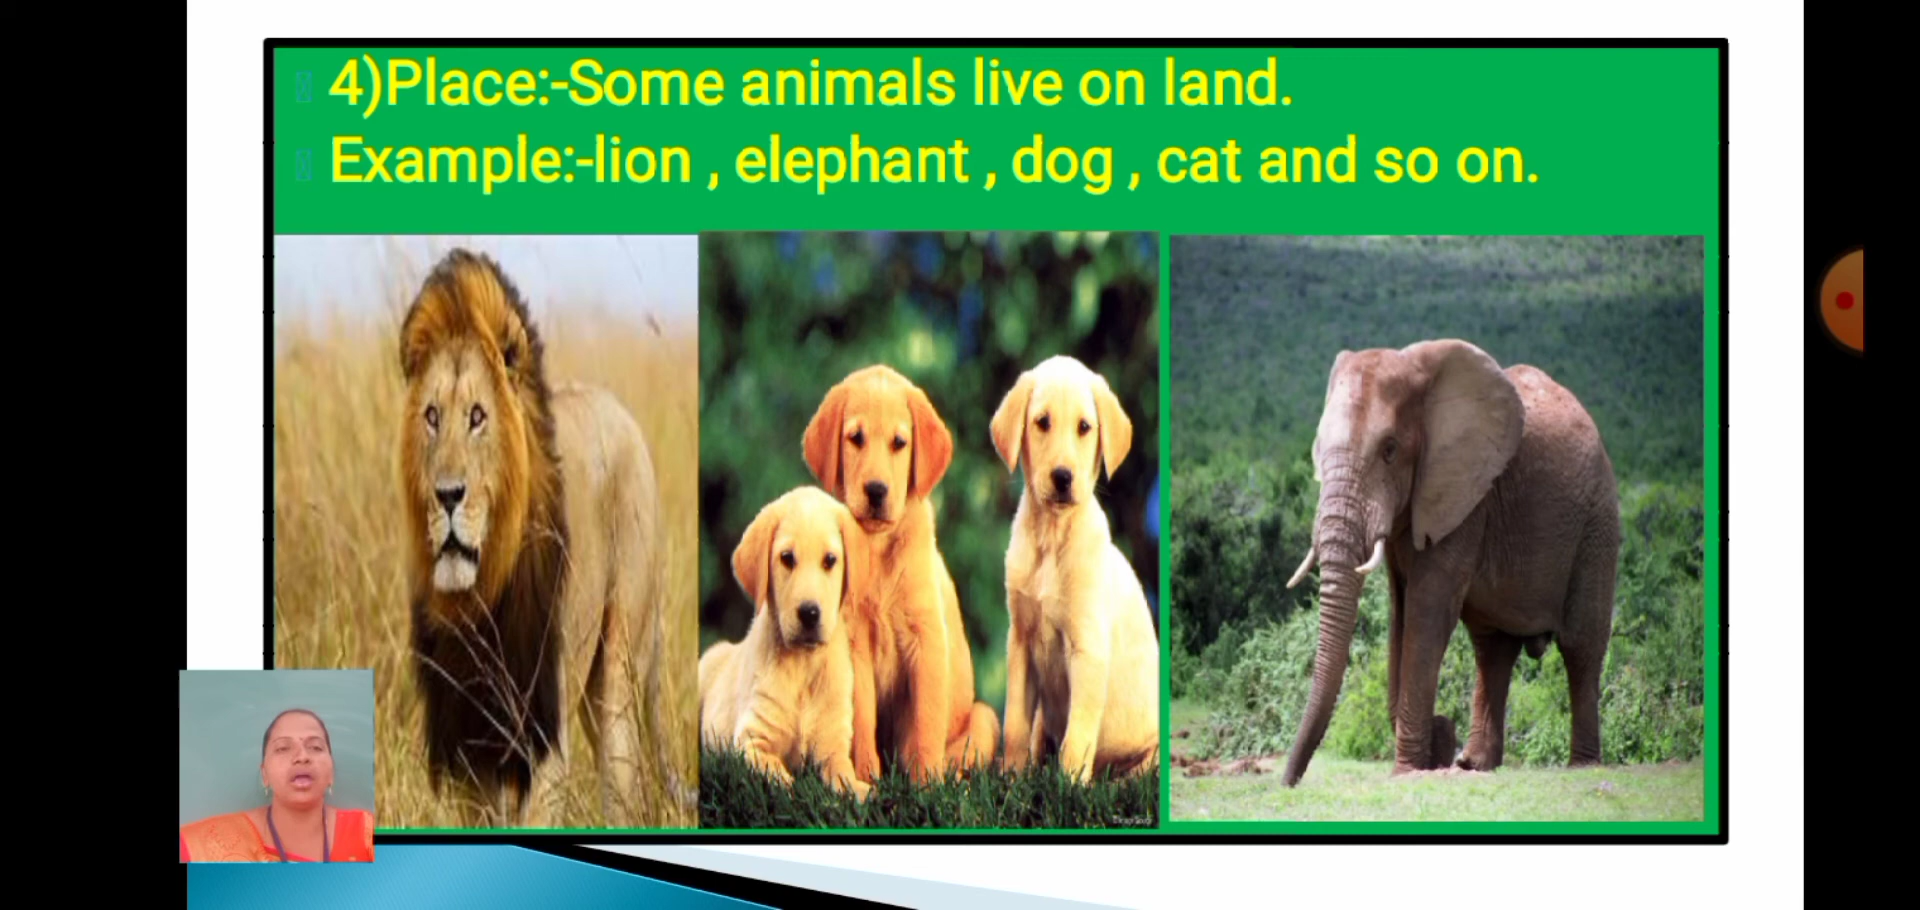 4)Place:-Some animals live on land.
Example:-lion , elephant , dog , cat and so on.